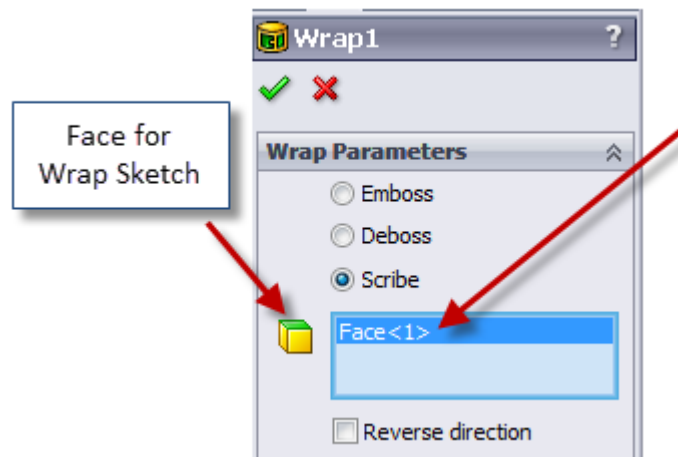 Wrap1 ?
Face for
Wrap Sketch
Wrap Parameters
Emboss
Deboss
Scribe
Face<1>
Reverse direction